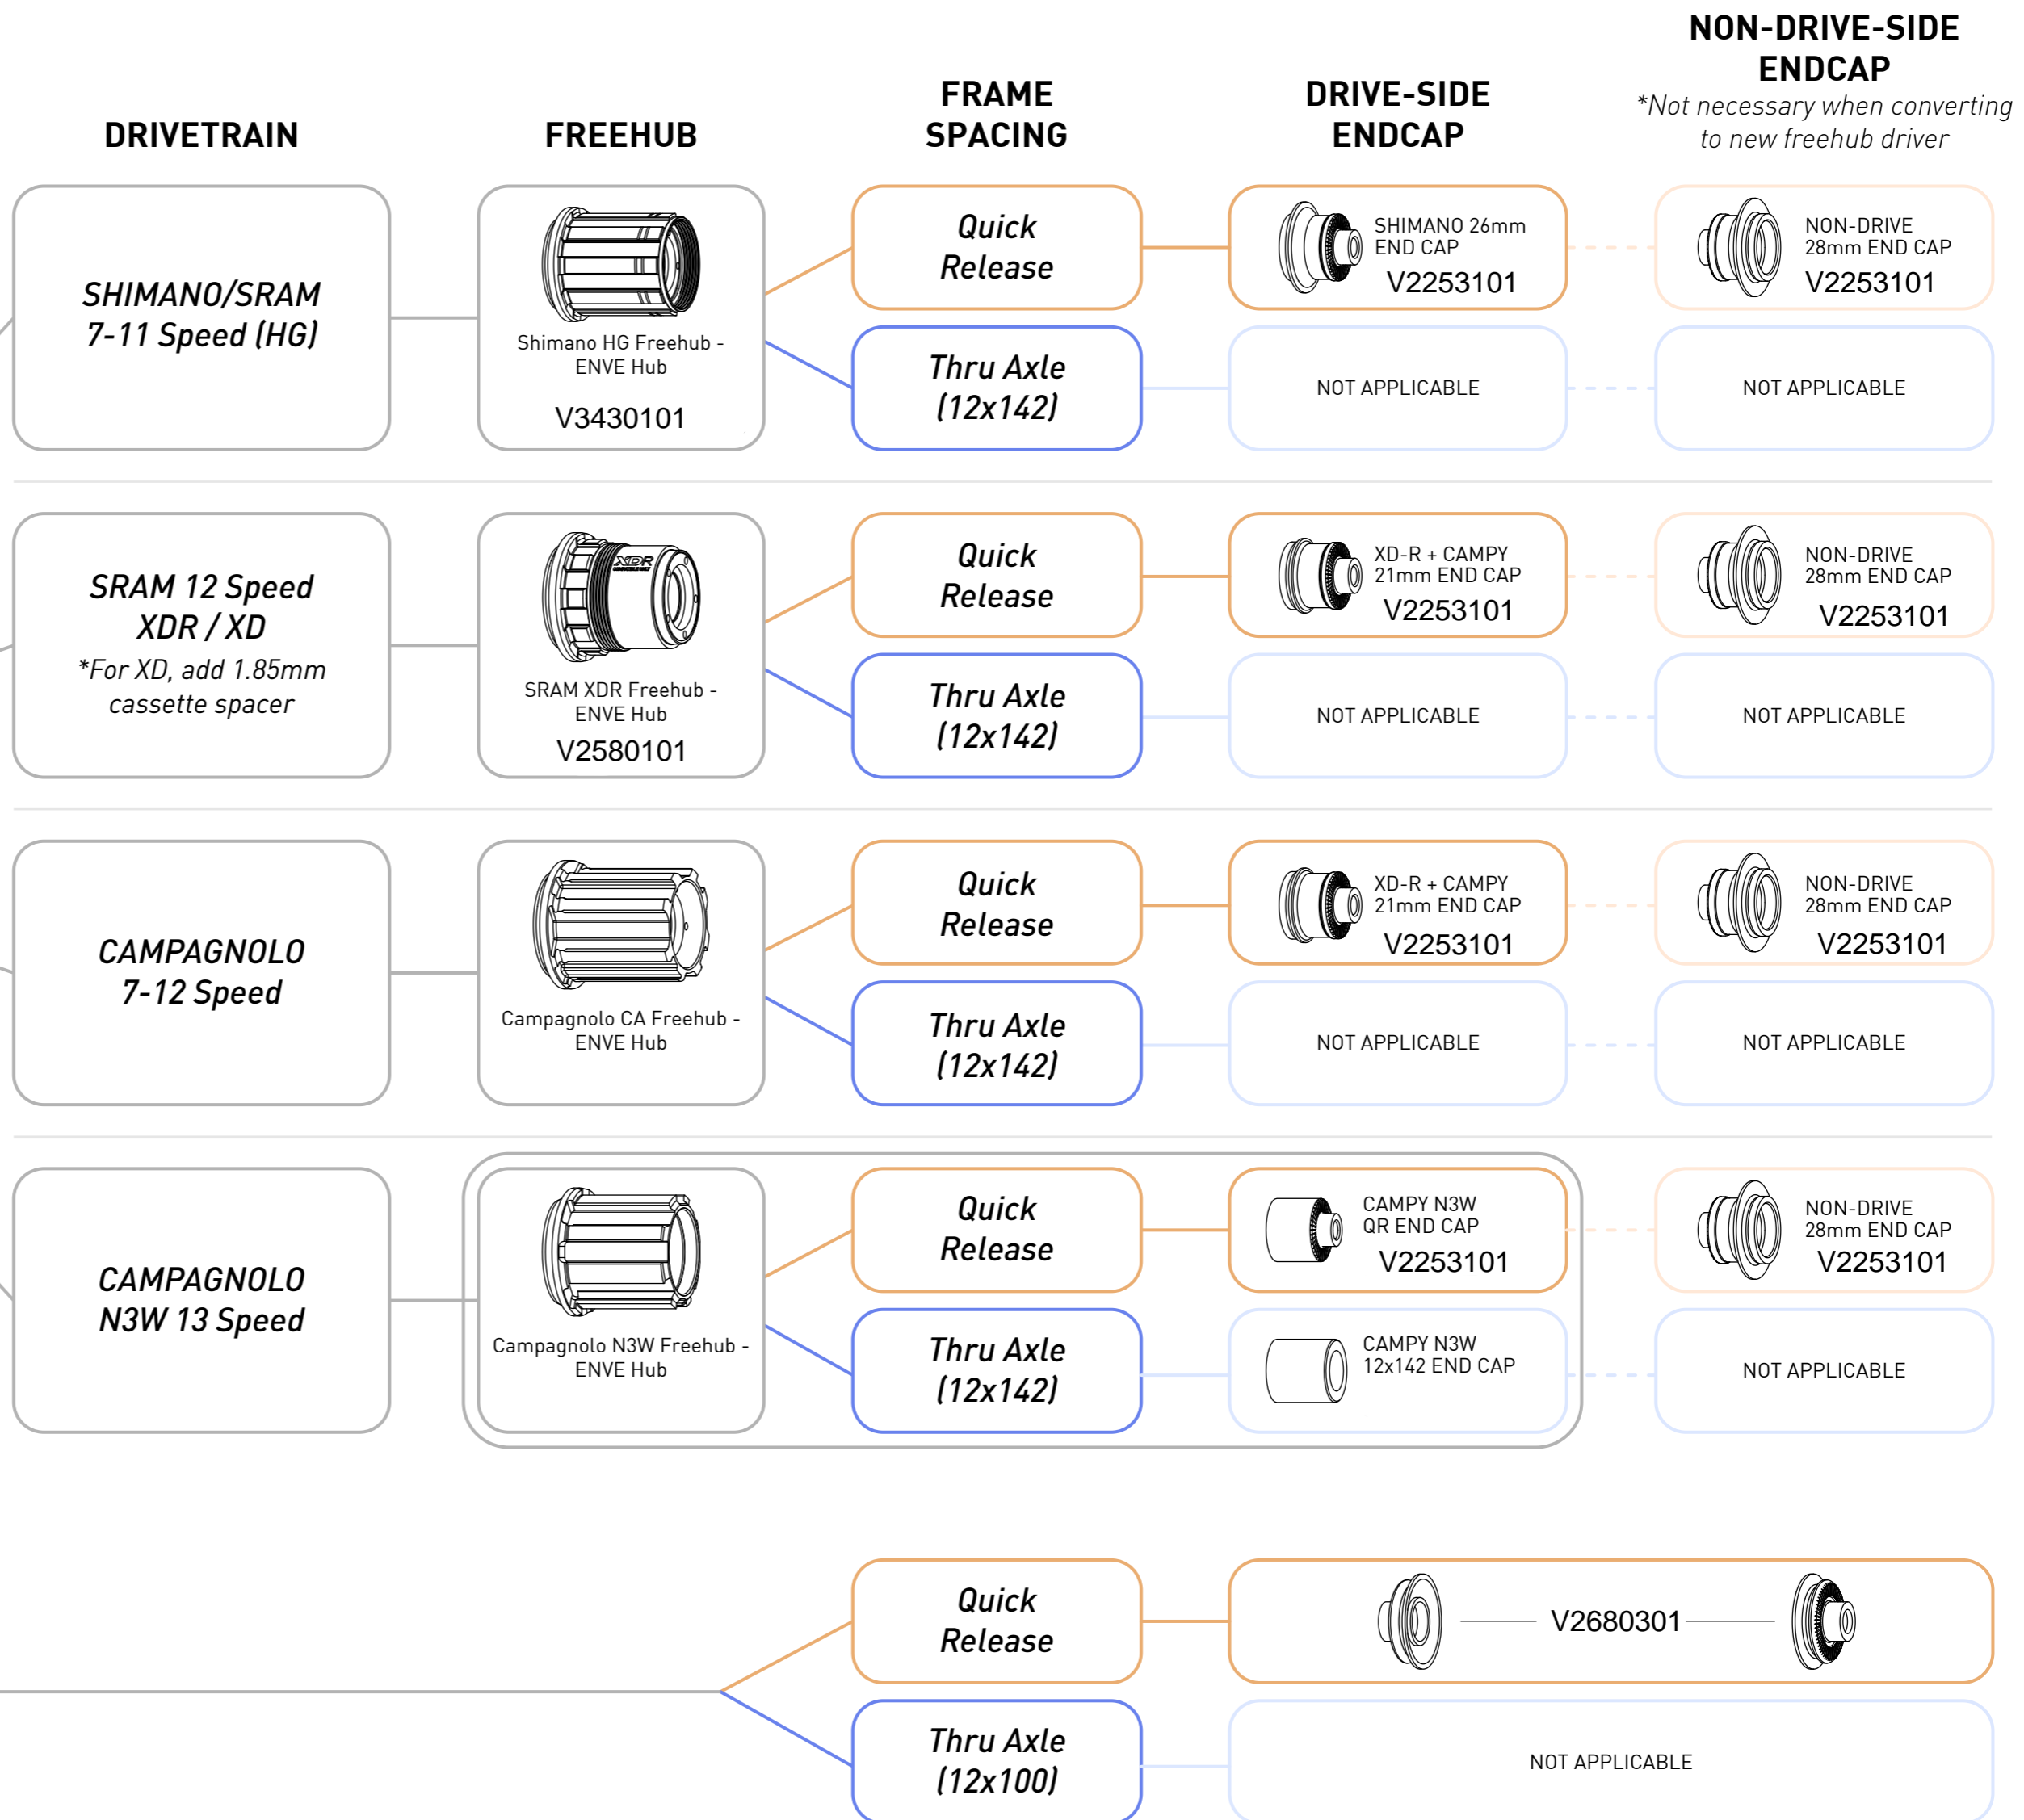 DRIVETRAIN
FREEHUB
FRAME
SPACING
DRIVE-SIDE
ENDCAP
NON-DRIVE-SIDE
ENDCAP
*Not necessary when converting
to new freehub driver
SHIMANO/SRAM
7-11 Speed (HG)
Shimano HG Freehub -
ENVE Hub
V3430101
Quick
Release
SHIMANO 26mm
END CAP
V2253101
NON-DRIVE
28mm END CAP
V2253101
Thru Axle
(12x142)
NOT APPLICABLE
NOT APPLICABLE
SRAM 12 Speed
XDR / XD
*For XD, add 1.85mm
cassette spacer
XDR
SRAM XDR Freehub -
ENVE Hub
V2580101
Quick
Release
XD-R + CAMPY
21mm END CAP
V2253101
NON-DRIVE
28mm END CAP
V2253101
Thru Axle
(12x142)
NOT APPLICABLE
NOT APPLICABLE
CAMPAGNOLO
7-12 Speed
Campagnolo CA Freehub -
ENVE Hub
Quick
Release
XD-R + CAMPY
21mm END CAP
V2253101
NON-DRIVE
28mm END CAP
V2253101
Thru Axle
(12x142)
NOT APPLICABLE
NOT APPLICABLE
CAMPAGNOLO
N3W 13 Speed
Campagnolo N3W Freehub -
ENVE Hub
Quick
Release
CAMPY N3W
QR END CAP
V2253101
NON-DRIVE
28mm END CAP
V2253101
Thru Axle
(12x142)
CAMPY N3W
12x142 END CAP
NOT APPLICABLE
Quick
Release
V2680301
Thru Axle
(12x100)
NOT APPLICABLE